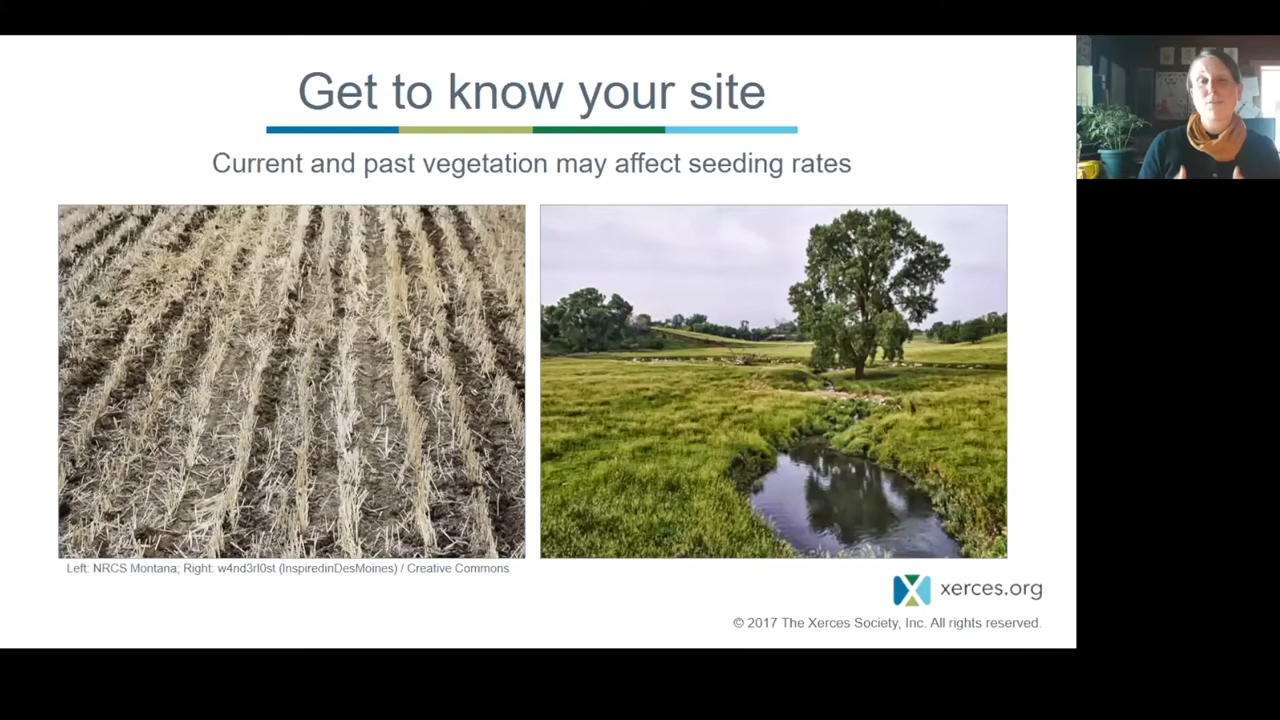 Get to know your site
Current and past vegetation may affect seeding rates
Left: NRCS Montana; Right: w4nd3rl0st (InspiredinDesMoines) / Creative Commons
xerces.org
© 2017 The Xerces Society, Inc. All rights reserved.